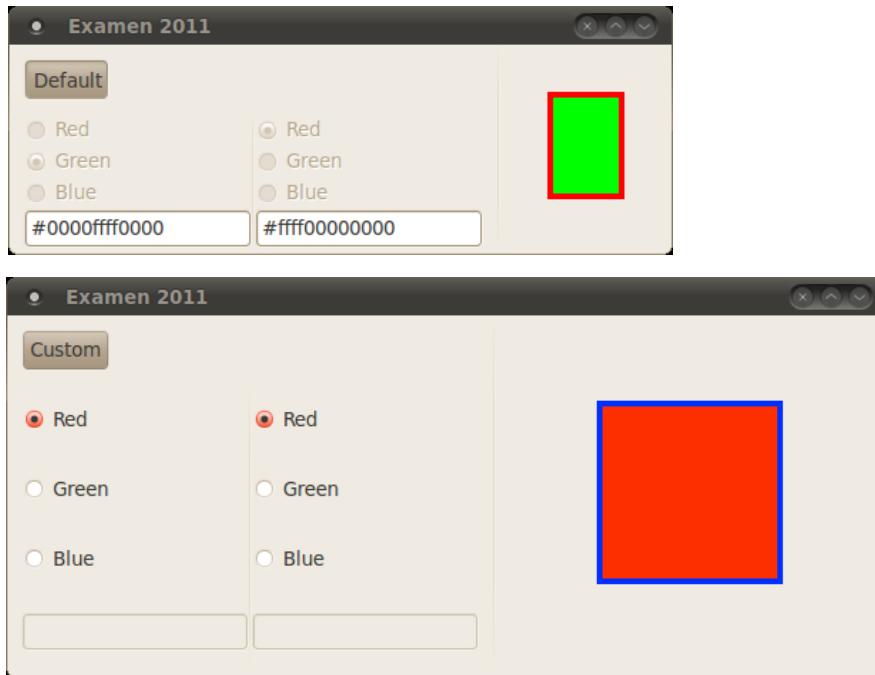 Examen 2011
Default
Red Red
Green Green
Blue Blue
#0000ffff0000 #ffff00000000
Examen 2011
Custom
Red Red
Green Green
Blue Blue